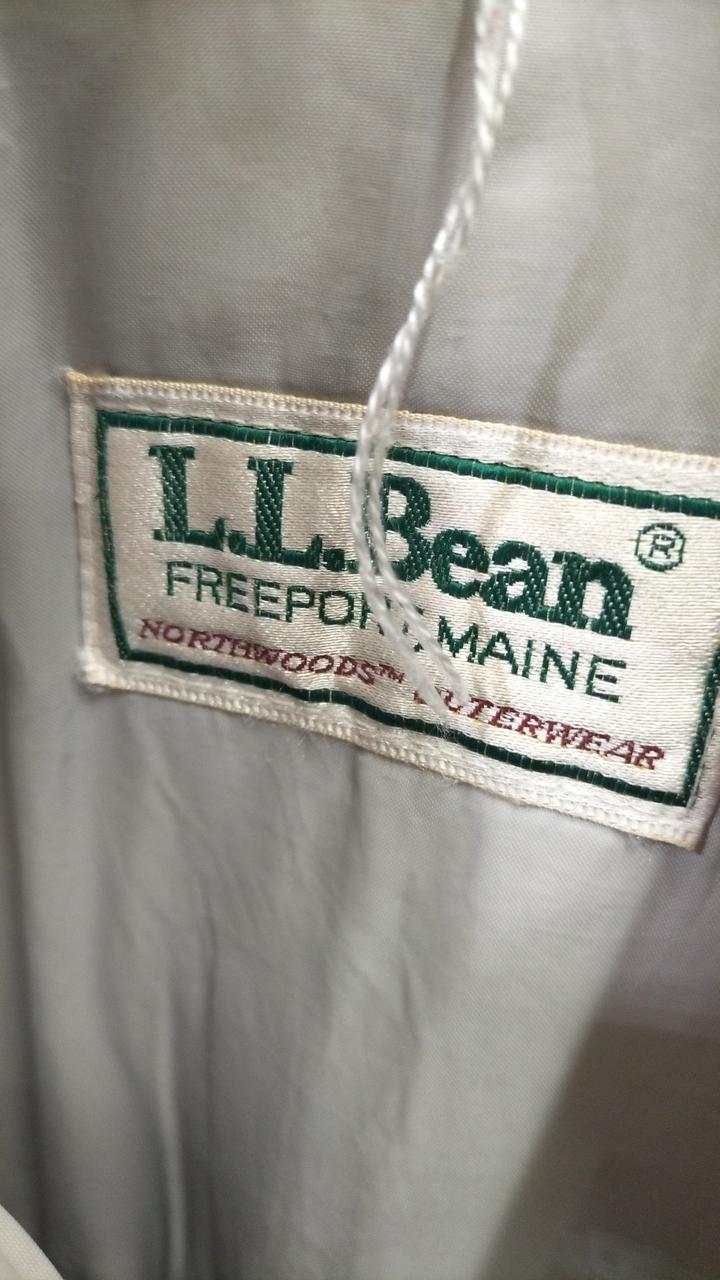 L.L.Bean®
FREEPORT, MAINE
NORTHWOODS™ OUTERWEAR